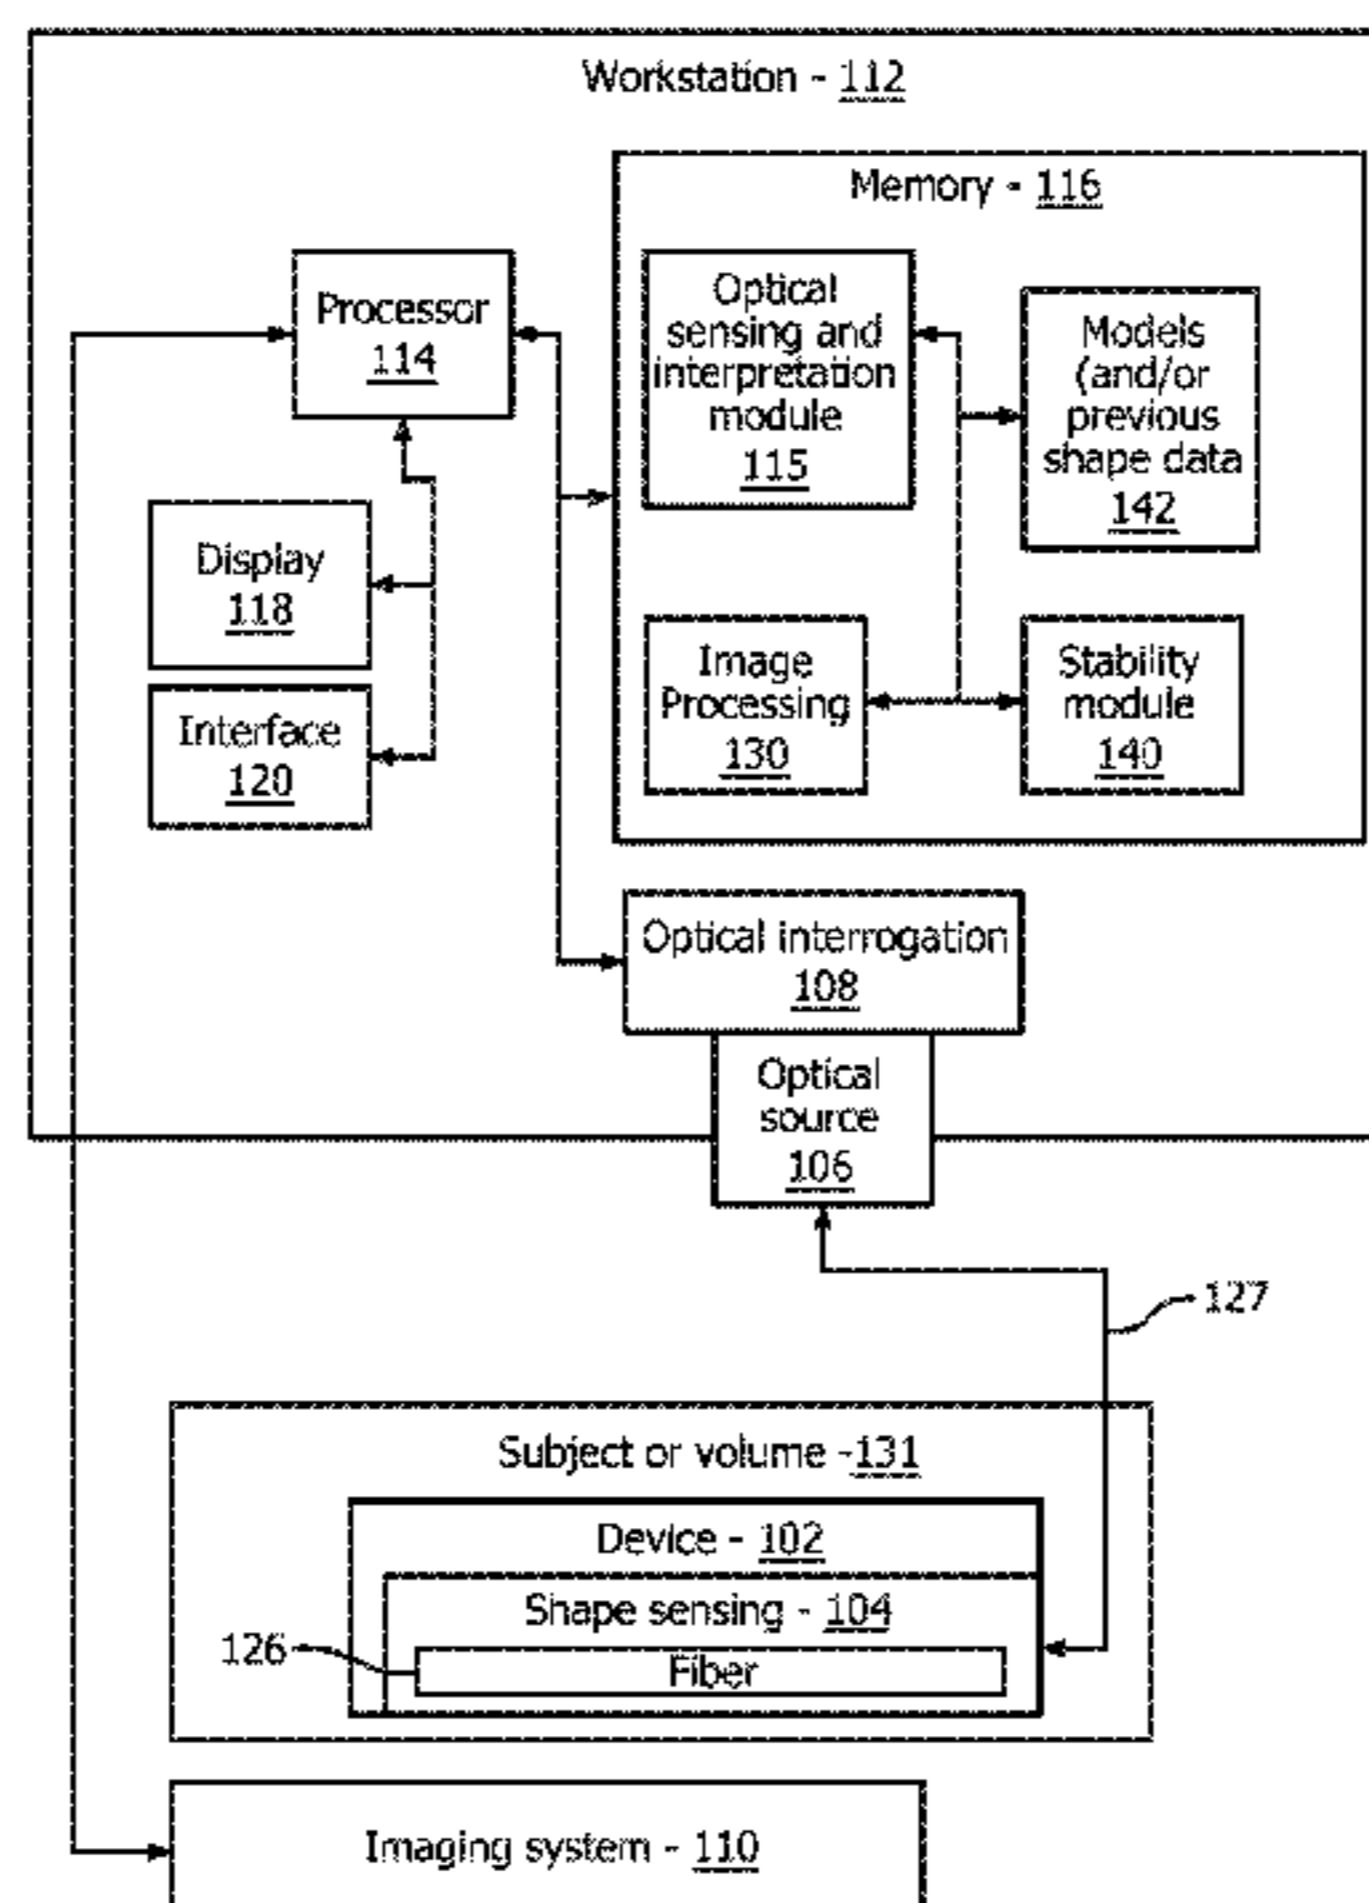 Workstation - 112
Memory - 116
Processor
114
Optical
sensing and
interpretation
module
115
Models
(and/or
previous
shape data
142
Display
118
Interface
120
Image
Processing
130
Stability
module
140
Optical interrogation
108
Optical
source
106
127
Subject or volume -131
Device - 102
Shape sensing - 104
126
Fiber
Imaging system - 110